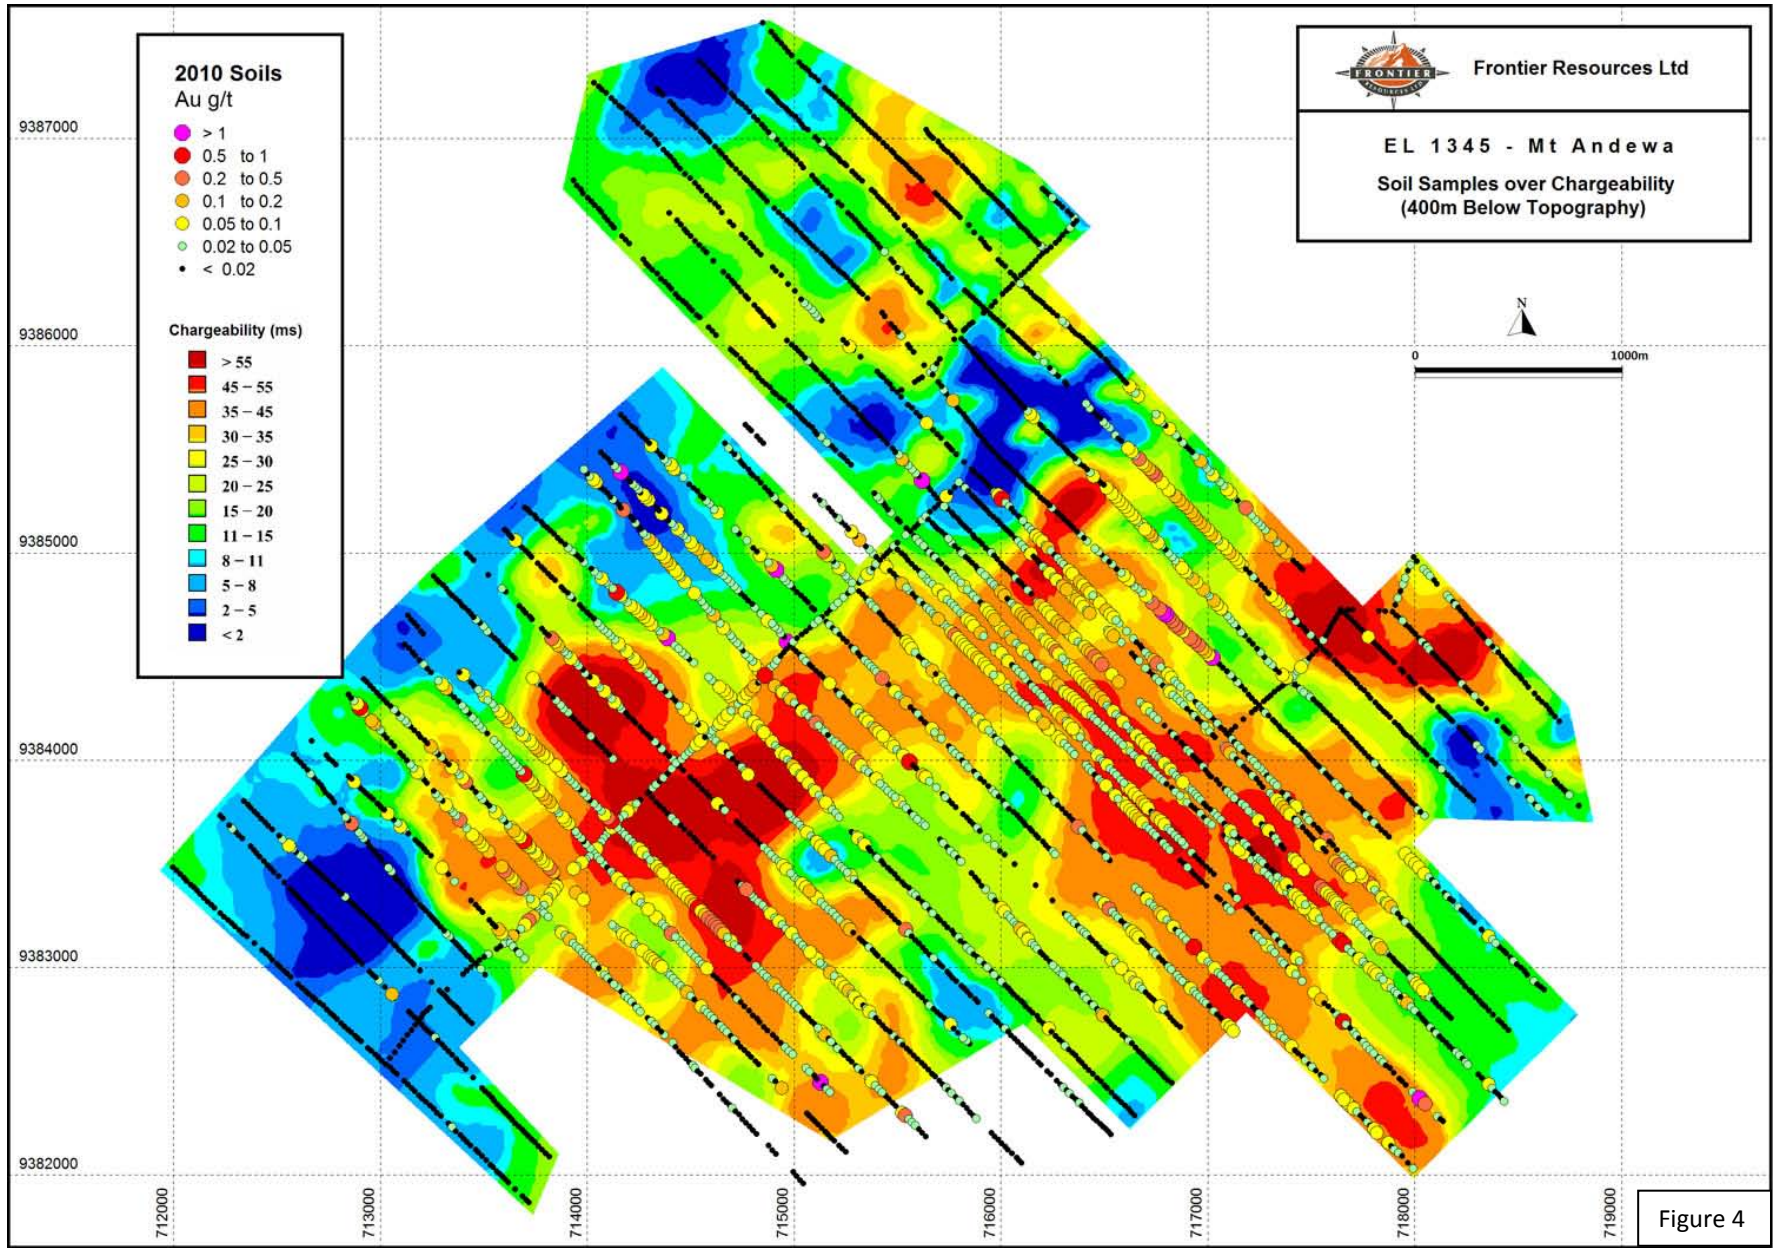 2010 Soils
Au g/t
> 1
0.5 to 1
0.2 to 0.5
0.1 to 0.2
0.05 to 0.1
0.02 to 0.05
< 0.02
Chargeability (ms)
> 55
45 – 55
35 – 45
30 – 35
25 – 30
20 – 25
15 – 20
11 – 15
8 – 11
5 – 8
2 – 5
< 2
FRONTIER
RESOURCES LTD
Frontier Resources Ltd
EL 1345 - Mt Andewa
Soil Samples over Chargeability
(400m Below Topography)
N
0 1000m
9387000
9386000
9385000
9384000
9383000
9382000
712000
713000
714000
715000
716000
717000
718000
719000
Figure 4